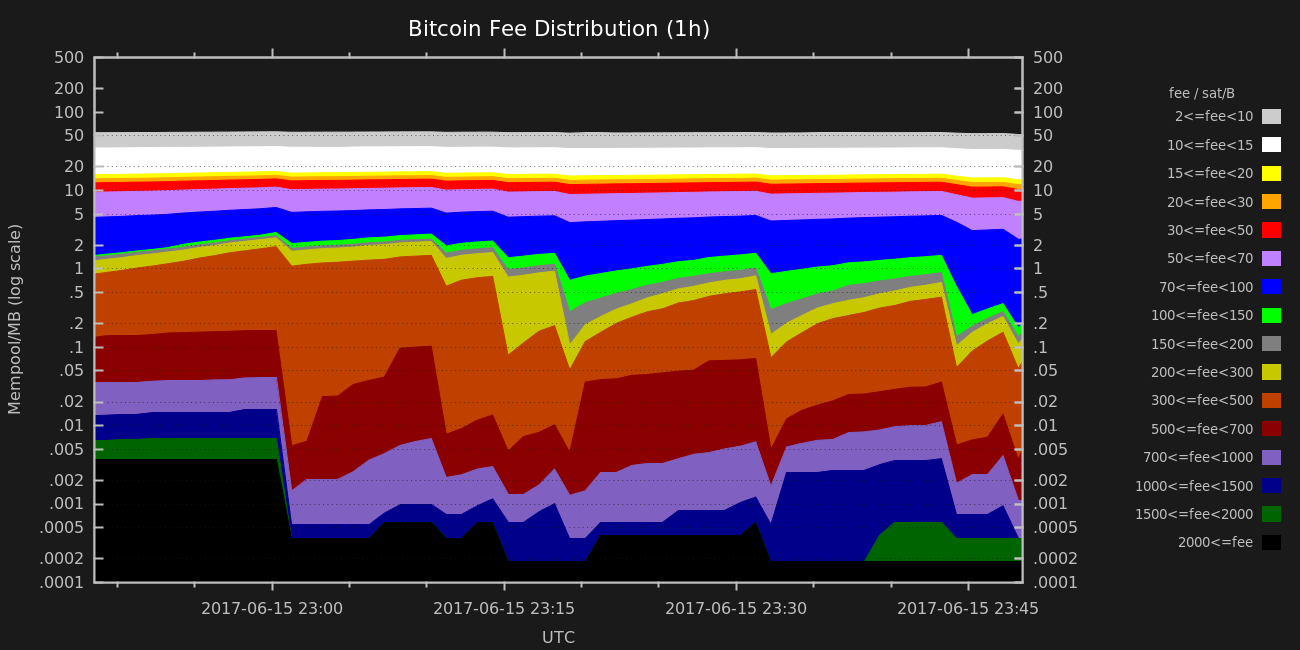 Bitcoin Fee Distribution (1h)
500 500
200 200
100 100
50 50
20 20
10 10
5 5
2 2
1 1
.5 .5
.2 .2
.1 .1
.05 .05
.02 .02
.01 .01
.005 .005
.002 .002
.001 .001
.0005 .0005
.0002 .0002
.0001 .0001
Mempool/MB (log scale)
2017-06-15 23:00 2017-06-15 23:15 2017-06-15 23:30 2017-06-15 23:45
UTC
fee / sat/B
2<=fee<10
10<=fee<15
15<=fee<20
20<=fee<30
30<=fee<50
50<=fee<70
70<=fee<100
100<=fee<150
150<=fee<200
200<=fee<300
300<=fee<500
500<=fee<700
700<=fee<1000
1000<=fee<1500
1500<=fee<2000
2000<=fee